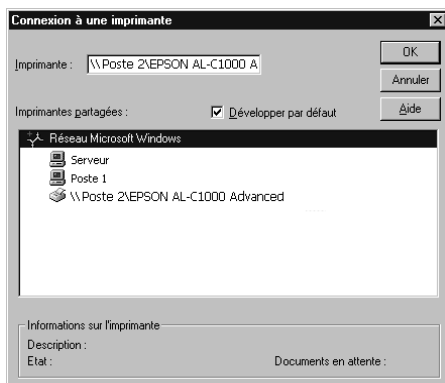 Connexion à une imprimante
Imprimante : \\Poste 2\EPSON AL-C1000 A
OK
Annuler
Aide
Imprimantes partagées : Développer par défaut
Réseau Microsoft Windows
Serveur
Poste 1
\\Poste 2\EPSON AL-C1000 Advanced
Informations sur l'imprimante
Description :
Etat : Documents en attente :